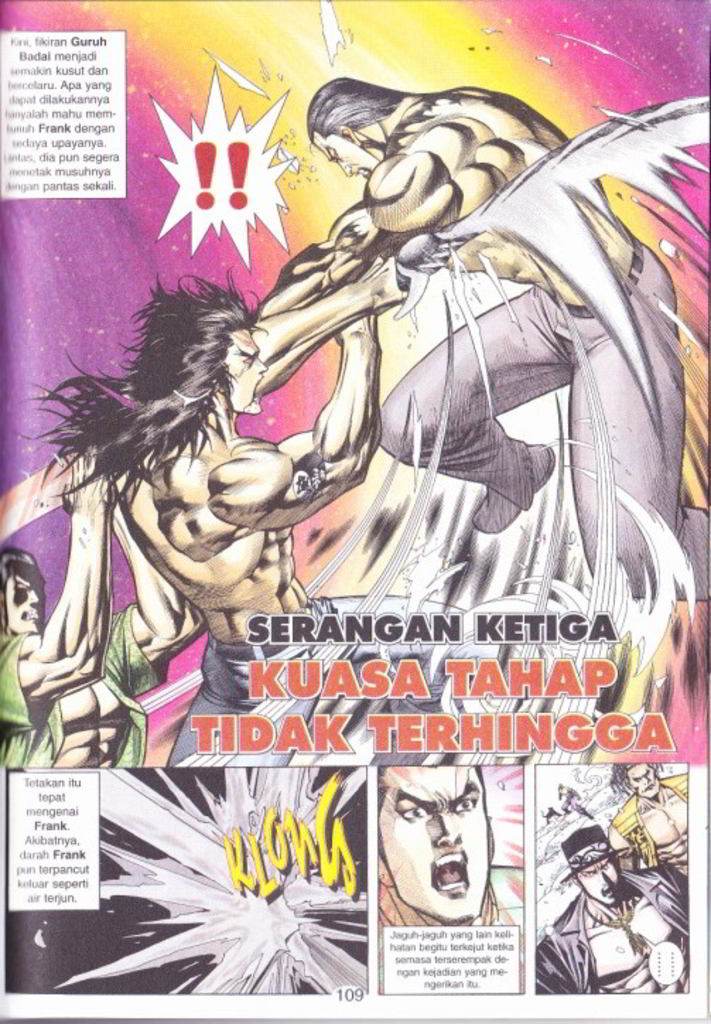 Kini, fikiran Guruh
Badai menjadi
semakin kusut dan
bercelaru. Apa yang
dapat dilakukannya
hanyalah mahu mem-
bunuh Frank dengan
sedaya upayanya.
Lantas, dia pun segera
menetak musuhnya
dengan pantas sekali.
!!
SERANGAN KETIGA
KUASA TAHAP
TIDAK TERHINGGA
Tetakan itu
tepat
mengenai
Frank.
Akibatnya,
darah Frank
pun terpancut
keluar seperti
air terjun.
KLONG
Jaguh-jaguh yang lain keli-
hatan begitu terkejut ketika
semasa terserempak de-
ngan kejadian yang me-
ngerikan itu.
!!
109